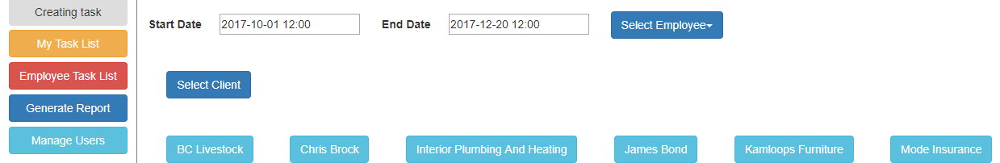 Creating task
My Task List
Employee Task List
Generate Report
Manage Users
Start Date 2017-10-01 12:00 End Date 2017-12-20 12:00 Select Employee
Select Client
BC Livestock Chris Brock Interior Plumbing And Heating James Bond Kamloops Furniture Mode Insurance